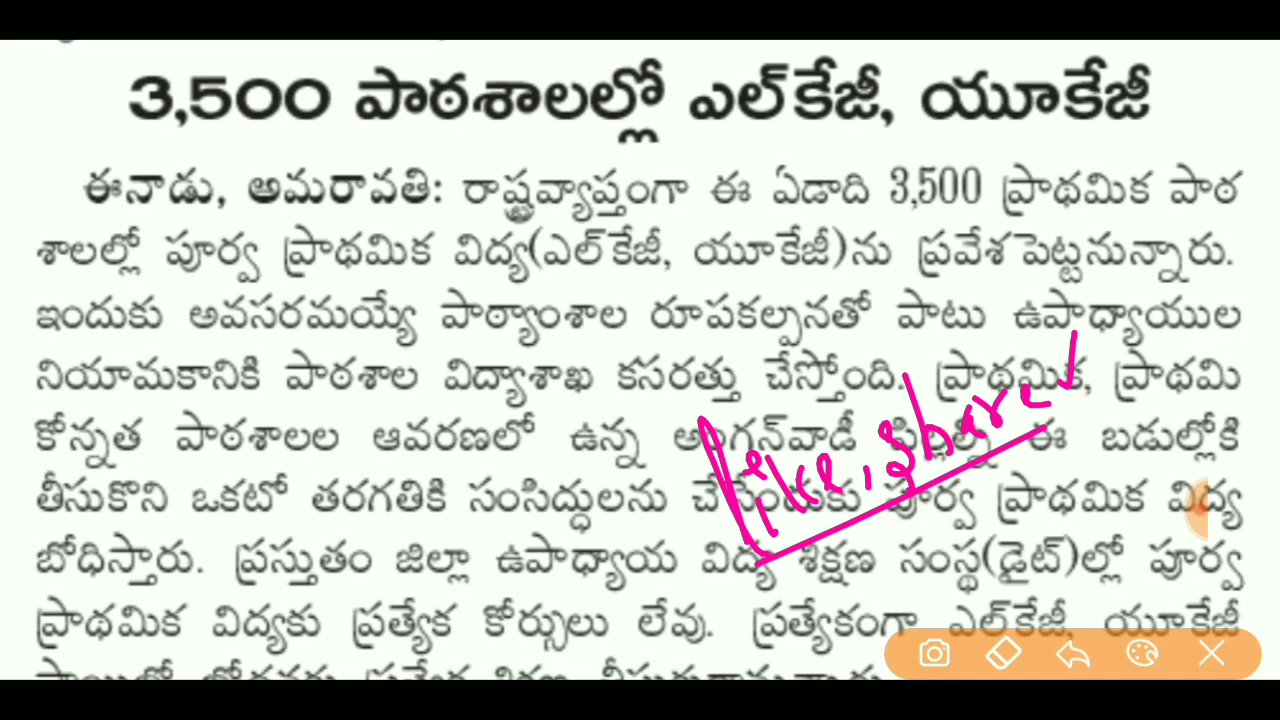 3,500 పాఠశాలల్లో ఎల్‌కేజీ, యూకేజీ
ఈనాడు, అమరావతి: రాష్ట్రవ్యాప్తంగా ఈ ఏడాది 3,500 ప్రాథమిక పాఠ
శాలల్లో పూర్వ ప్రాథమిక విద్య(ఎల్‌కేజీ, యూకేజీ)ను ప్రవేశపెట్టనున్నారు.
ఇందుకు అవసరమయ్యే పాఠ్యాంశాల రూపకల్పనతో పాటు ఉపాధ్యాయుల
నియామకానికి పాఠశాల విద్యాశాఖ కసరత్తు చేస్తోంది. ప్రాథమిక, ప్రాథమి
కోన్నత పాఠశాలల ఆవరణలో ఉన్న అంగన్‌వాడీ పిల్లల్ని ఈ బడుల్లోకి
like, share
తీసుకొని ఒకటో తరగతికి సంసిద్ధులను చేసేందుకు పూర్వ ప్రాథమిక విద్య
బోధిస్తారు. ప్రస్తుతం జిల్లా ఉపాధ్యాయ విద్య శిక్షణ సంస్థ(డైట్‌)ల్లో పూర్వ
ప్రాథమిక విద్యకు ప్రత్యేక కోర్సులు లేవు. ప్రత్యేకంగా ఎల్‌కేజీ, యూకేజీ